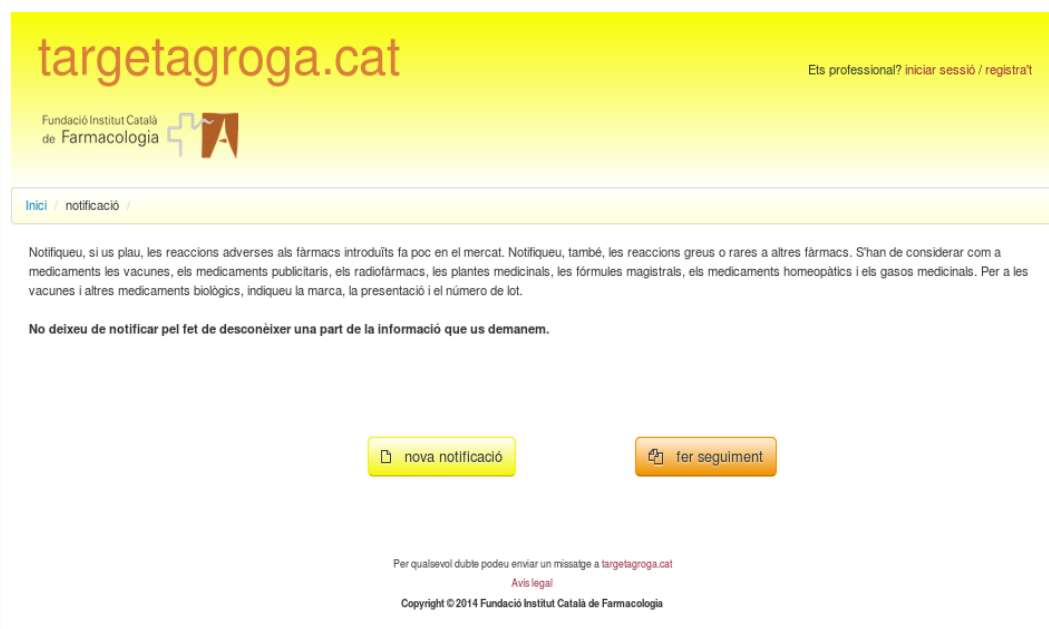 targetagroga.cat
Ets professional? iniciar sessió / registra't
Fundació Institut Català
de Farmacologia
Inici / notificació /
Notifiqueu, si us plau, les reaccions adverses als fàrmacs introduïts fa poc en el mercat. Notifiqueu, també, les reaccions greus o rares a altres fàrmacs. S'han de considerar com a
medicaments les vacunes, els medicaments publicitaris, els radiofàrmacs, les plantes medicinals, les fórmules magistrals, els medicaments homeopàtics i els gasos medicinals. Per a les
vacunes i altres medicaments biològics, indiqueu la marca, la presentació i el número de lot.
No deixeu de notificar pel fet de desconèixer una part de la informació que us demanem.
nova notificació
fer seguiment
Per qualsevol dubte podeu enviar un missatge a targetagroga.cat
Avís legal
Copyright © 2014 Fundació Institut Català de Farmacologia